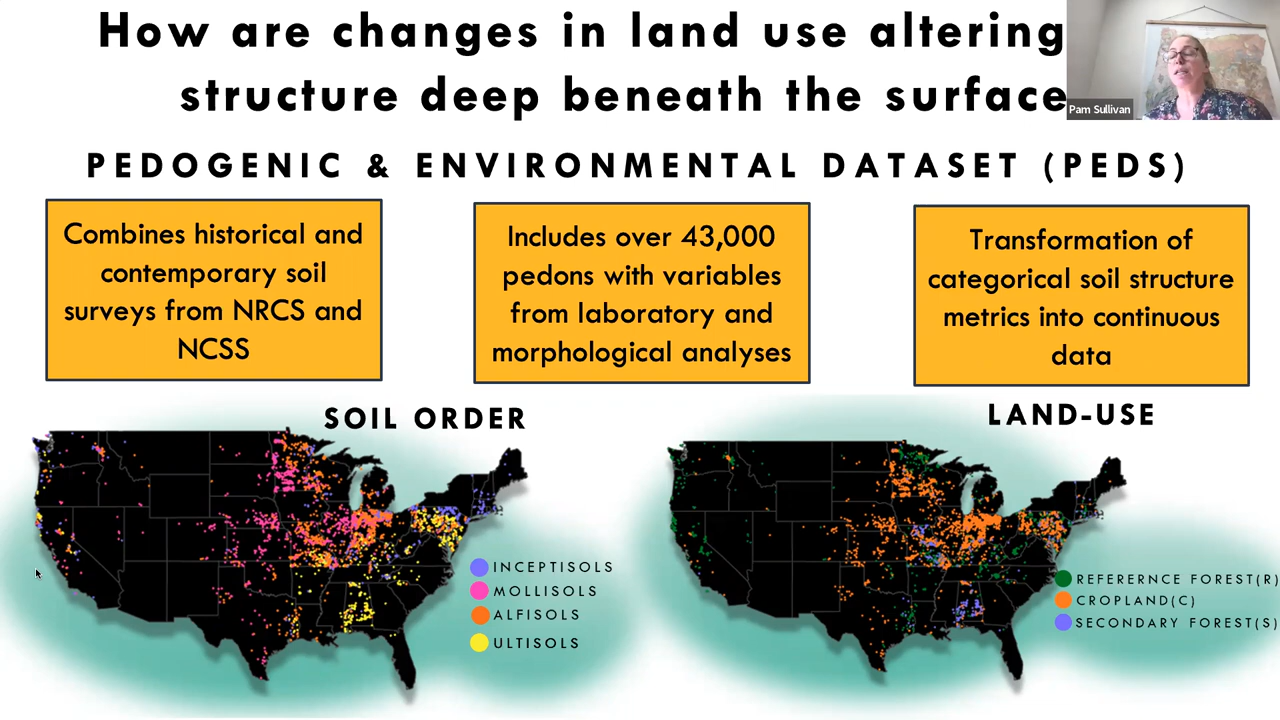 How are changes in land use altering
structure deep beneath the surface
Pam Sullivan
PEDOGENIC & ENVIRONMENTAL DATASET (PEDS)
Combines historical and
contemporary soil
surveys from NRCS and
NCSS
Includes over 43,000
pedons with variables
from laboratory and
morphological analyses
Transformation of
categorical soil structure
metrics into continuous
data
SOIL ORDER
INCEPTISOLS
MOLLISOLS
ALFISOLS
ULTISOLS
LAND-USE
REFERERNCE FOREST(R)
CROPLAND(C)
SECONDARY FOREST(S)